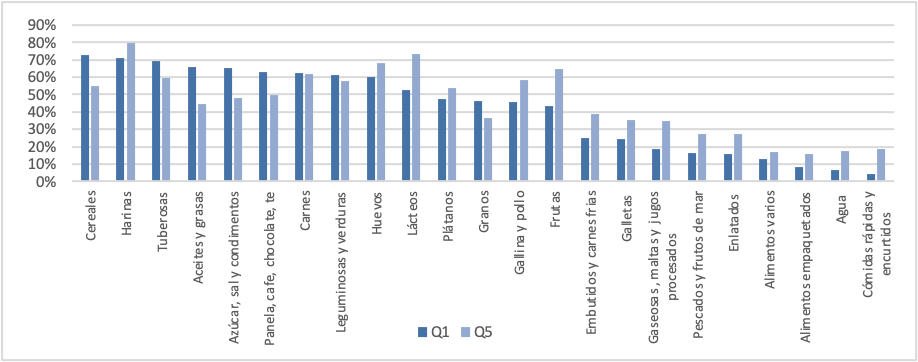 90%
80%
70%
60%
50%
40%
30%
20%
10%
0%
Cereales
Harinas
Tuberosas
Aceites y grasas
Azúcar, sal y condimentos
Panela, cafe, chocolate, te
Carnes
Leguminosas y verduras
Huevos
Lácteos
Plátanos
Granos
Gallina y pollo
Frutas
Embutidos y carnes frías
Galletas
Gaseosas, maltas y jugos
procesados
Pescados y frutos de mar
Enlatados
Alimentos varios
Alimentos empaquetados
Agua
Cómidas rápidas y
encurtidos
Q1
Q5